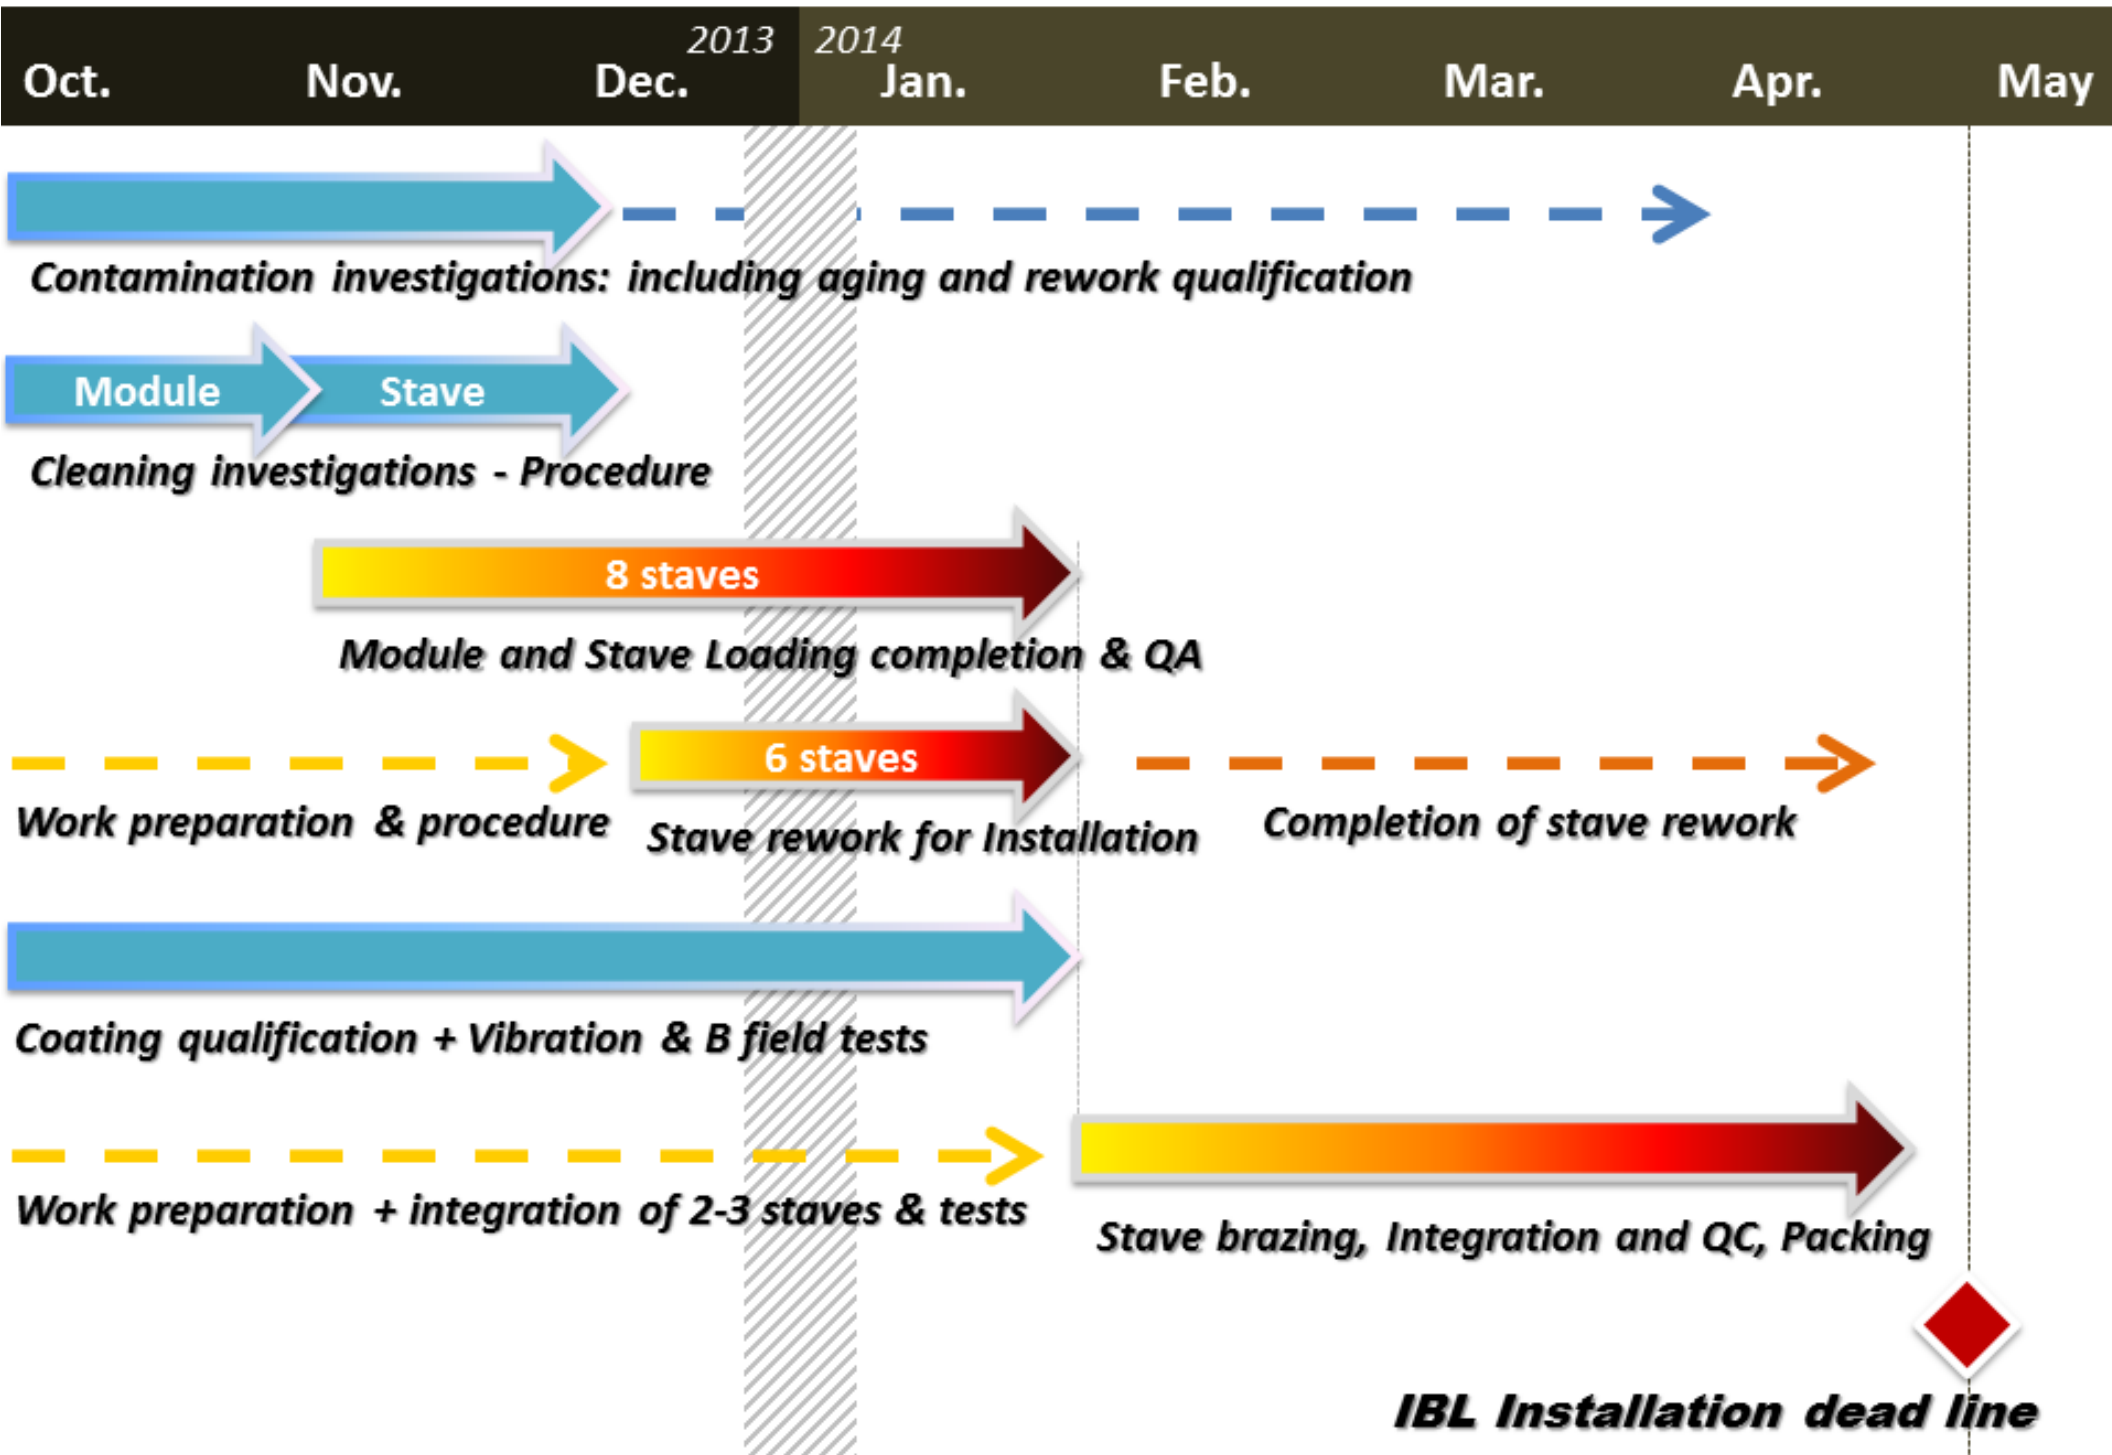 2013 2014
Oct. Nov. Dec. Jan. Feb. Mar. Apr. May
Contamination investigations: including aging and rework qualification
Module Stave
Cleaning investigations - Procedure
8 staves
Module and Stave Loading completion & QA
6 staves
Work preparation & procedure
Stave rework for Installation
Completion of stave rework
Coating qualification + Vibration & B field tests
Work preparation + integration of 2-3 staves & tests
Stave brazing, Integration and QC, Packing
IBL Installation dead line